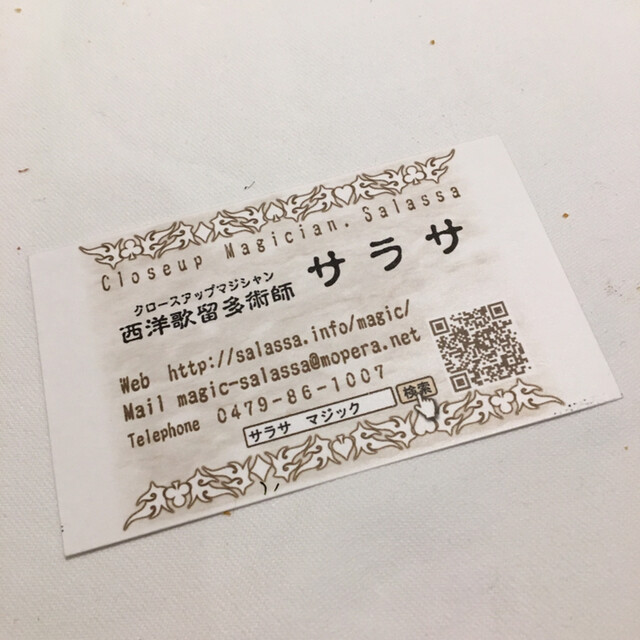 Closeup Magician. Salassa
クロースアップマジシャン
西洋歌留多術師 サラサ
Web http://salassa.info/magic/
Mail magic-salassa@mopera.net
Telephone 0479-86-1007
サラサ マジック 検索